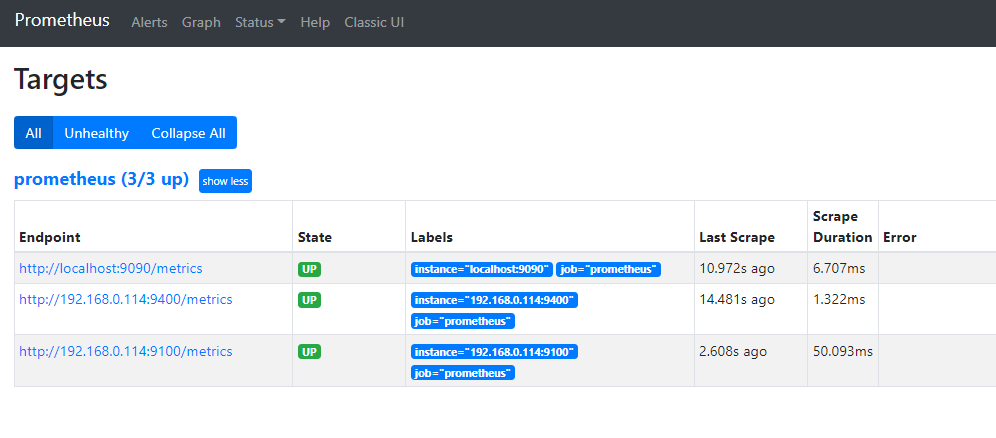 Prometheus Alerts Graph Status Help Classic UI
Targets
All Unhealthy Collapse All
prometheus (3/3 up) show less
Endpoint State Labels Last Scrape Scrape Duration Error
http://localhost:9090/metrics UP instance="localhost:9090" job="prometheus" 10.972s ago 6.707ms
http://192.168.0.114:9400/metrics UP instance="192.168.0.114:9400" 14.481s ago 1.322ms
job="prometheus"
http://192.168.0.114:9100/metrics UP instance="192.168.0.114:9100" 2.608s ago 50.093ms
job="prometheus"